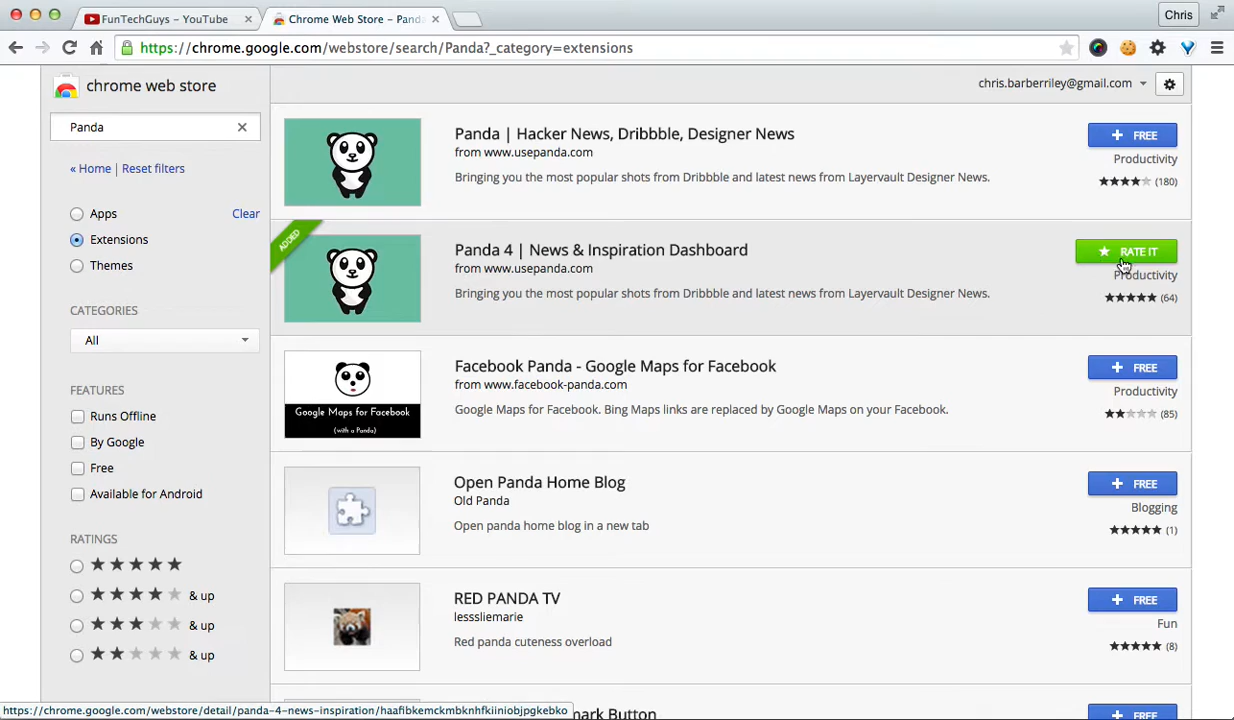 FunTechGuys - YouTube
Chrome Web Store - Panda
Chris
https://chrome.google.com/webstore/search/Panda?_category=extensions
chrome web store
chris.barberriley@gmail.com
Panda
« Home | Reset filters
Apps
Clear
Extensions
Themes
CATEGORIES
All
FEATURES
Runs Offline
By Google
Free
Available for Android
RATINGS
& up
& up
& up
Panda | Hacker News, Dribbble, Designer News
from www.usepanda.com
Bringing you the most popular shots from Dribbble and latest news from Layervault Designer News.
FREE
Productivity
(180)
ADDED
Panda 4 | News & Inspiration Dashboard
from www.usepanda.com
Bringing you the most popular shots from Dribbble and latest news from Layervault Designer News.
RATE IT
Productivity
(64)
Google Maps for Facebook
(with a Panda)
Facebook Panda - Google Maps for Facebook
from www.facebook-panda.com
Google Maps for Facebook. Bing Maps links are replaced by Google Maps on your Facebook.
FREE
Productivity
(85)
Open Panda Home Blog
Old Panda
Open panda home blog in a new tab
FREE
Blogging
(1)
RED PANDA TV
lesssliemarie
Red panda cuteness overload
FREE
Fun
(8)
Button
FREE
https://chrome.google.com/webstore/detail/panda-4-news-inspiration/haafibkemckmbknhfkiiniobjpgkebko